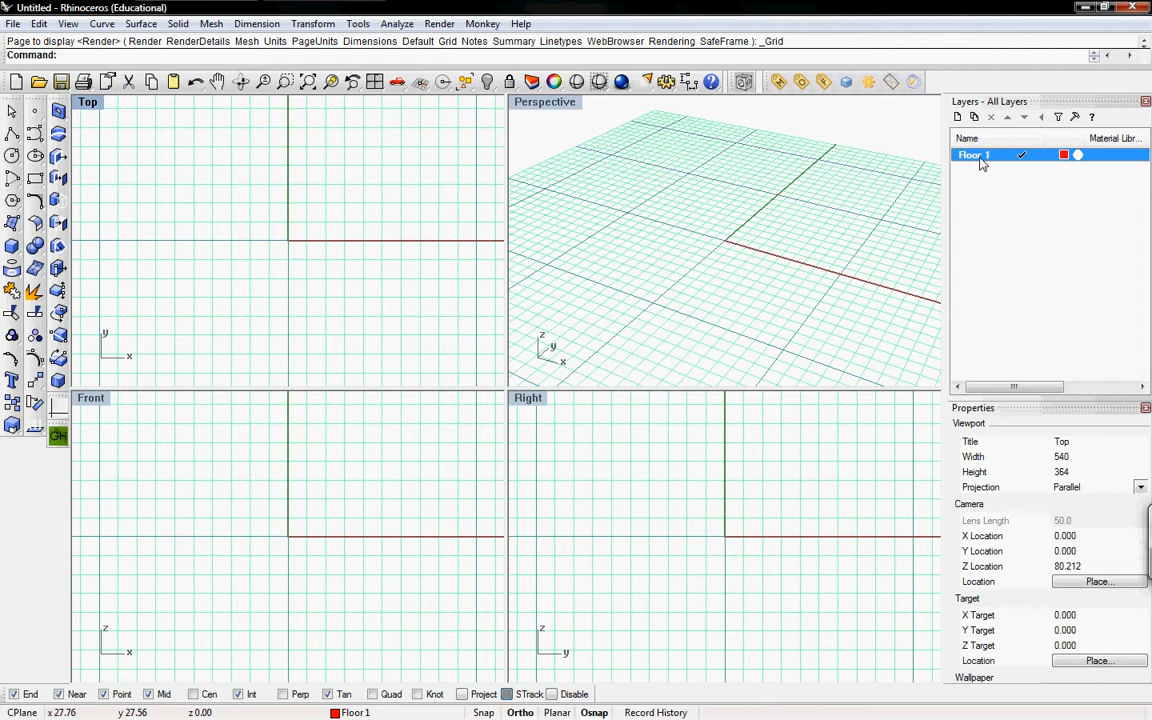 Untitled - Rhinoceros (Educational)
File Edit View Curve Surface Solid Mesh Dimension Transform Tools Analyze Render Monkey Help
Page to display <Render> ( Render RenderDetails Mesh Units PageUnits Dimensions Default Grid Notes Summary Linetypes WebBrowser Rendering SafeFrame ): _Grid
Command:
Top
Perspective
Layers - All Layers
Name Material Libr...
Floor 1
y
x
z
y
x
Front
Right
z
x
z
y
Properties
Viewport
Title Top
Width 540
Height 364
Projection Parallel
Camera
Lens Length 50.0
X Location 0.000
Y Location 0.000
Z Location 80.212
Location Place...
Target
X Target 0.000
Y Target 0.000
Z Target 0.000
Location Place...
Wallpaper
End Near Point Mid Cen Int Perp Tan Quad Knot Project STrack Disable
CPlane x 27.76 y 27.56 z 0.00 Floor 1 Snap Ortho Planar Osnap Record History